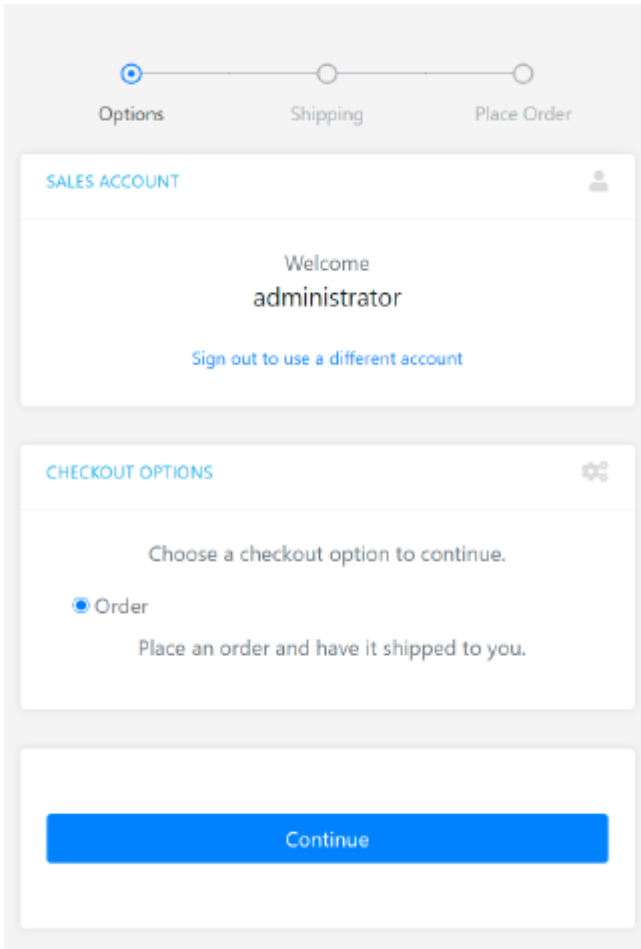 Options Shipping Place Order
SALES ACCOUNT
Welcome
administrator
Sign out to use a different account
CHECKOUT OPTIONS
Choose a checkout option to continue.
Order
Place an order and have it shipped to you.
Continue